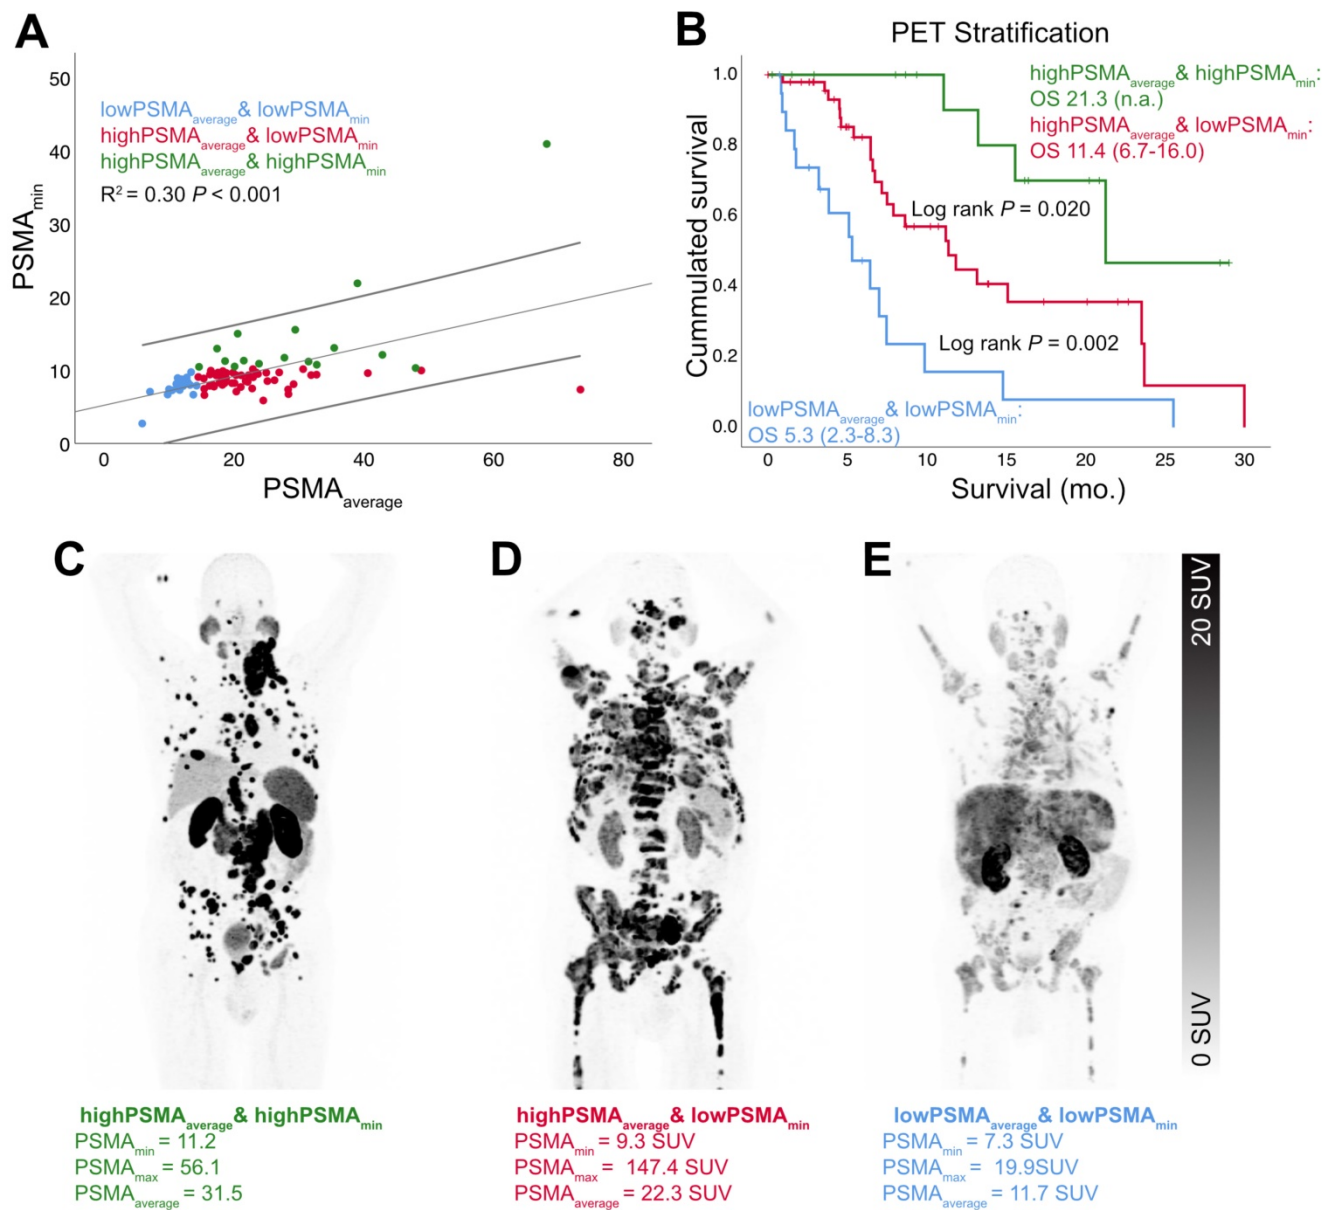 A
PSMAmin
50
40
30
20
10
0
lowPSMAaverage& lowPSMAmin
highPSMAaverage& lowPSMAmin
highPSMAaverage& highPSMAmin
R² = 0.30 P < 0.001
0 20 40 60 80
PSMAaverage
B
PET Stratification
Cummulated survival
1.0
0.8
0.6
0.4
0.2
0.0
highPSMAaverage& highPSMAmin:
OS 21.3 (n.a.)
highPSMAaverage& lowPSMAmin:
OS 11.4 (6.7-16.0)
Log rank P = 0.020
Log rank P = 0.002
lowPSMAaverage& lowPSMAmin:
OS 5.3 (2.3-8.3)
0 5 10 15 20 25 30
Survival (mo.)
C
D
E
20 SUV
0 SUV
highPSMAaverage& highPSMAmin
PSMAmin = 11.2
PSMAmax = 56.1
PSMAaverage = 31.5
highPSMAaverage& lowPSMAmin
PSMAmin = 9.3 SUV
PSMAmax = 147.4 SUV
PSMAaverage = 22.3 SUV
lowPSMAaverage& lowPSMAmin
PSMAmin = 7.3 SUV
PSMAmax = 19.9SUV
PSMAaverage = 11.7 SUV